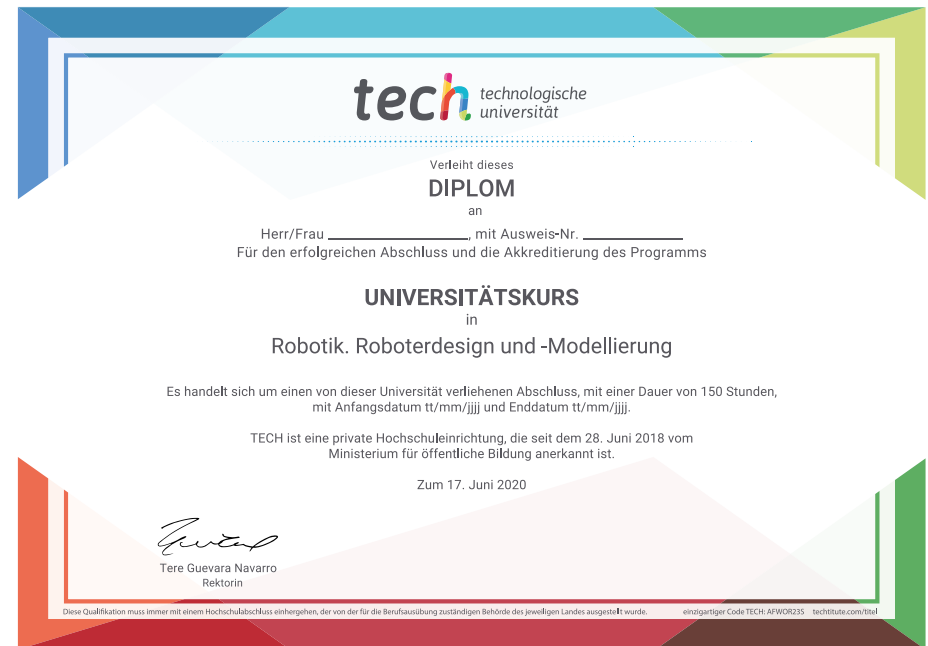 tech technologische
universität
Verleiht dieses
DIPLOM
an
Herr/Frau ____________________, mit Ausweis-Nr. ______________
Für den erfolgreichen Abschluss und die Akkreditierung des Programms
UNIVERSITÄTSKURS
in
Robotik. Roboterdesign und -Modellierung
Es handelt sich um einen von dieser Universität verliehenen Abschluss, mit einer Dauer von 150 Stunden,
mit Anfangsdatum tt/mm/jjjj und Enddatum tt/mm/jjjj.
TECH ist eine private Hochschuleinrichtung, die seit dem 28. Juni 2018 vom
Ministerium für öffentliche Bildung anerkannt ist.
Zum 17. Juni 2020
Tere Guevara Navarro
Rektorin
Diese Qualifikation muss immer mit einem Hochschulabschluss einhergehen, der von der für die Berufsausübung zuständigen Behörde des jeweiligen Landes ausgestellt wurde. einzigartiger Code TECH: AFWOR23S techtitute.com/titel